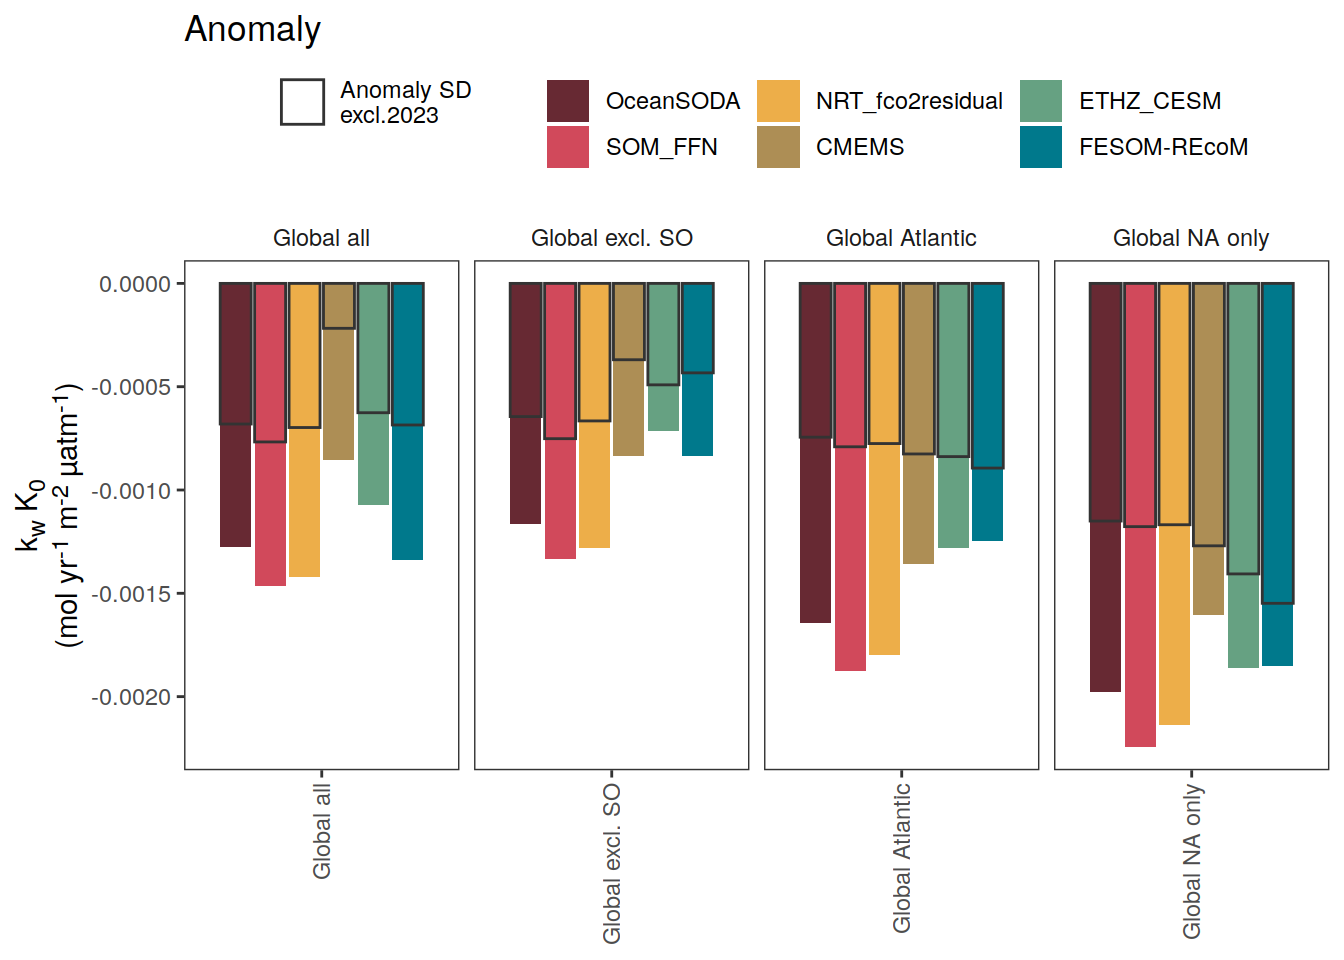 Anomaly
Anomaly SD
excl.2023
OceanSODA
SOM_FFN
NRT_fco2residual
CMEMS
ETHZ_CESM
FESOM-REcoM
Global all
Global excl. SO
Global Atlantic
Global NA only
0.0000
-0.0005
-0.0010
-0.0015
-0.0020
k_w K_0
(mol yr⁻¹ m⁻² µatm⁻¹)
Global all
Global excl. SO
Global Atlantic
Global NA only